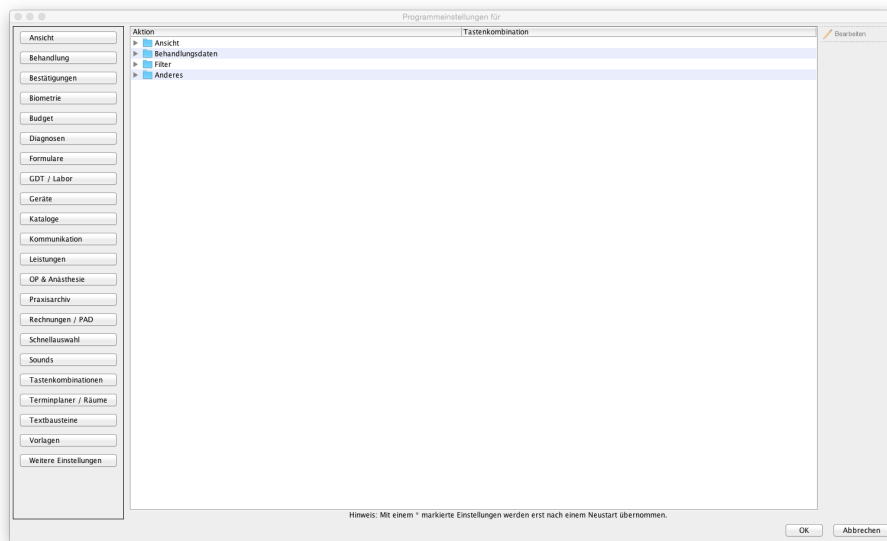 Programmeinstellungen für
Ansicht
Behandlung
Bestätigungen
Biometrie
Budget
Diagnosen
Formulare
GDT / Labor
Geräte
Kataloge
Kommunikation
Leistungen
OP & Anästhesie
Praxisarchiv
Rechnungen / PAD
Schnellauswahl
Sounds
Tastenkombinationen
Terminplaner / Räume
Textbausteine
Vorlagen
Weitere Einstellungen
Aktion Tastenkombination
Ansicht
Behandlungsdaten
Filter
Anderes
Bearbeiten
Hinweis: Mit einem * markierte Einstellungen werden erst nach einem Neustart übernommen.
OK Abbrechen